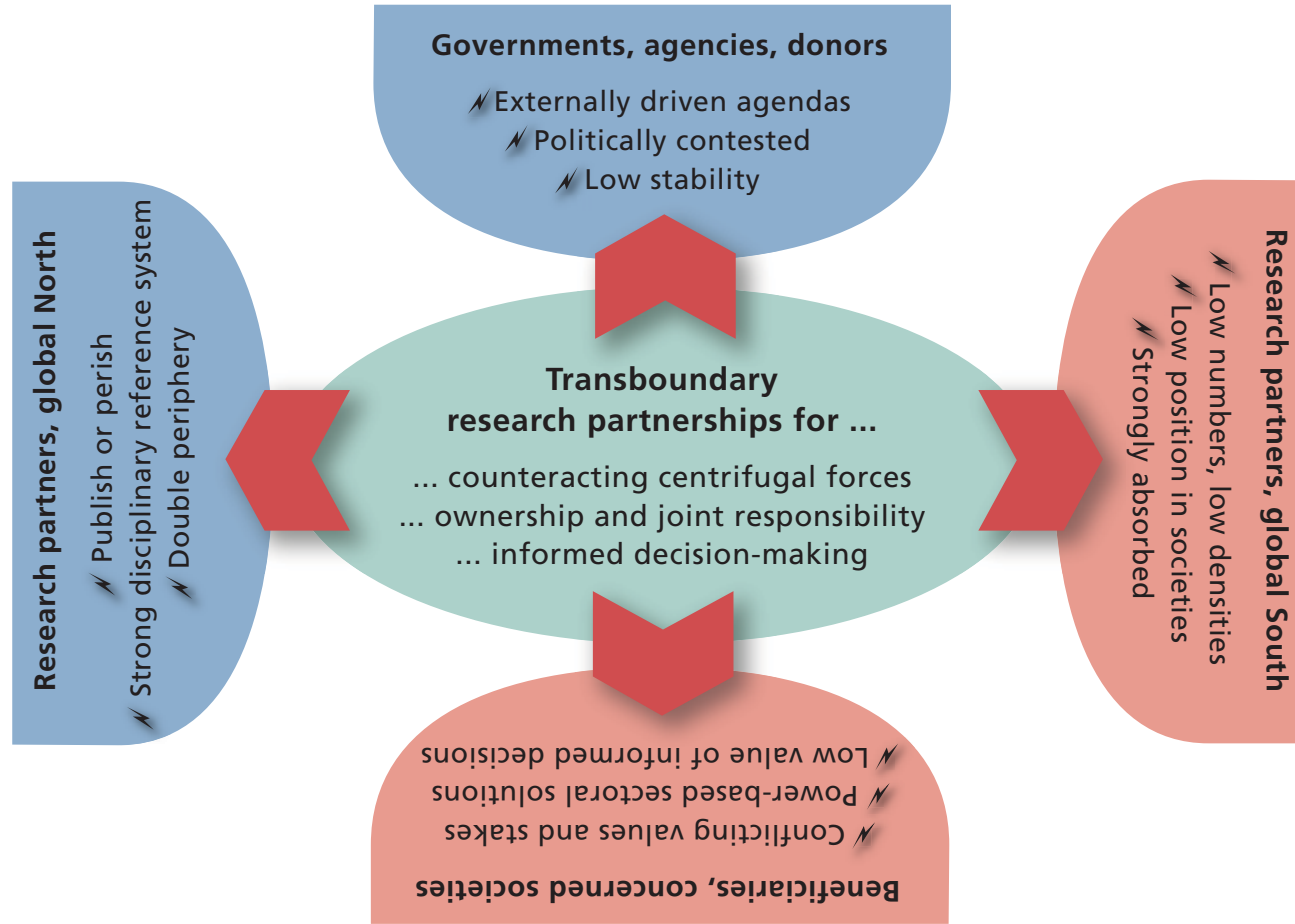 Governments, agencies, donors
Externally driven agendas
Politically contested
Low stability
Research partners, global North
Publish or perish
Strong disciplinary reference system
Double periphery
Transboundary
research partnerships for ...
... counteracting centrifugal forces
... ownership and joint responsibility
... informed decision-making
Research partners, global South
Low numbers, low densities
Low position in societies
Strongly absorbed
Beneficiaries, concerned societies
Conflicting values and stakes
Power-based sectoral solutions
Low value of informed decisions